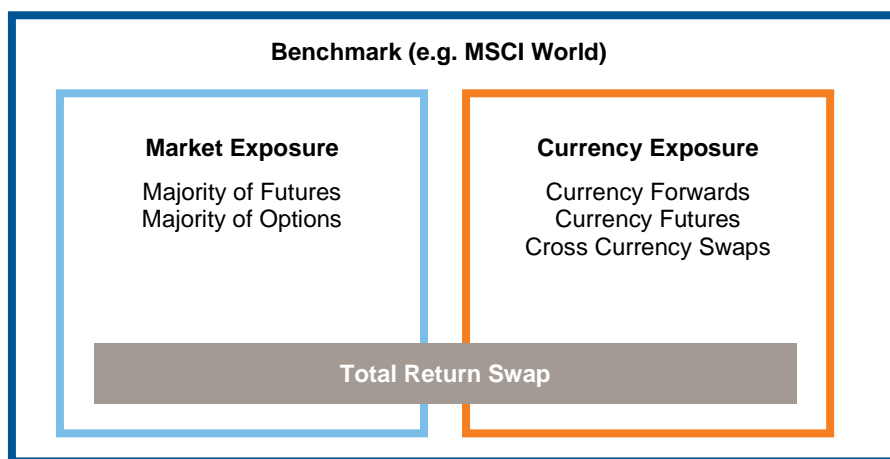 Benchmark (e.g. MSCI World)
Market Exposure
Majority of Futures
Majority of Options
Currency Exposure
Currency Forwards
Currency Futures
Cross Currency Swaps
Total Return Swap